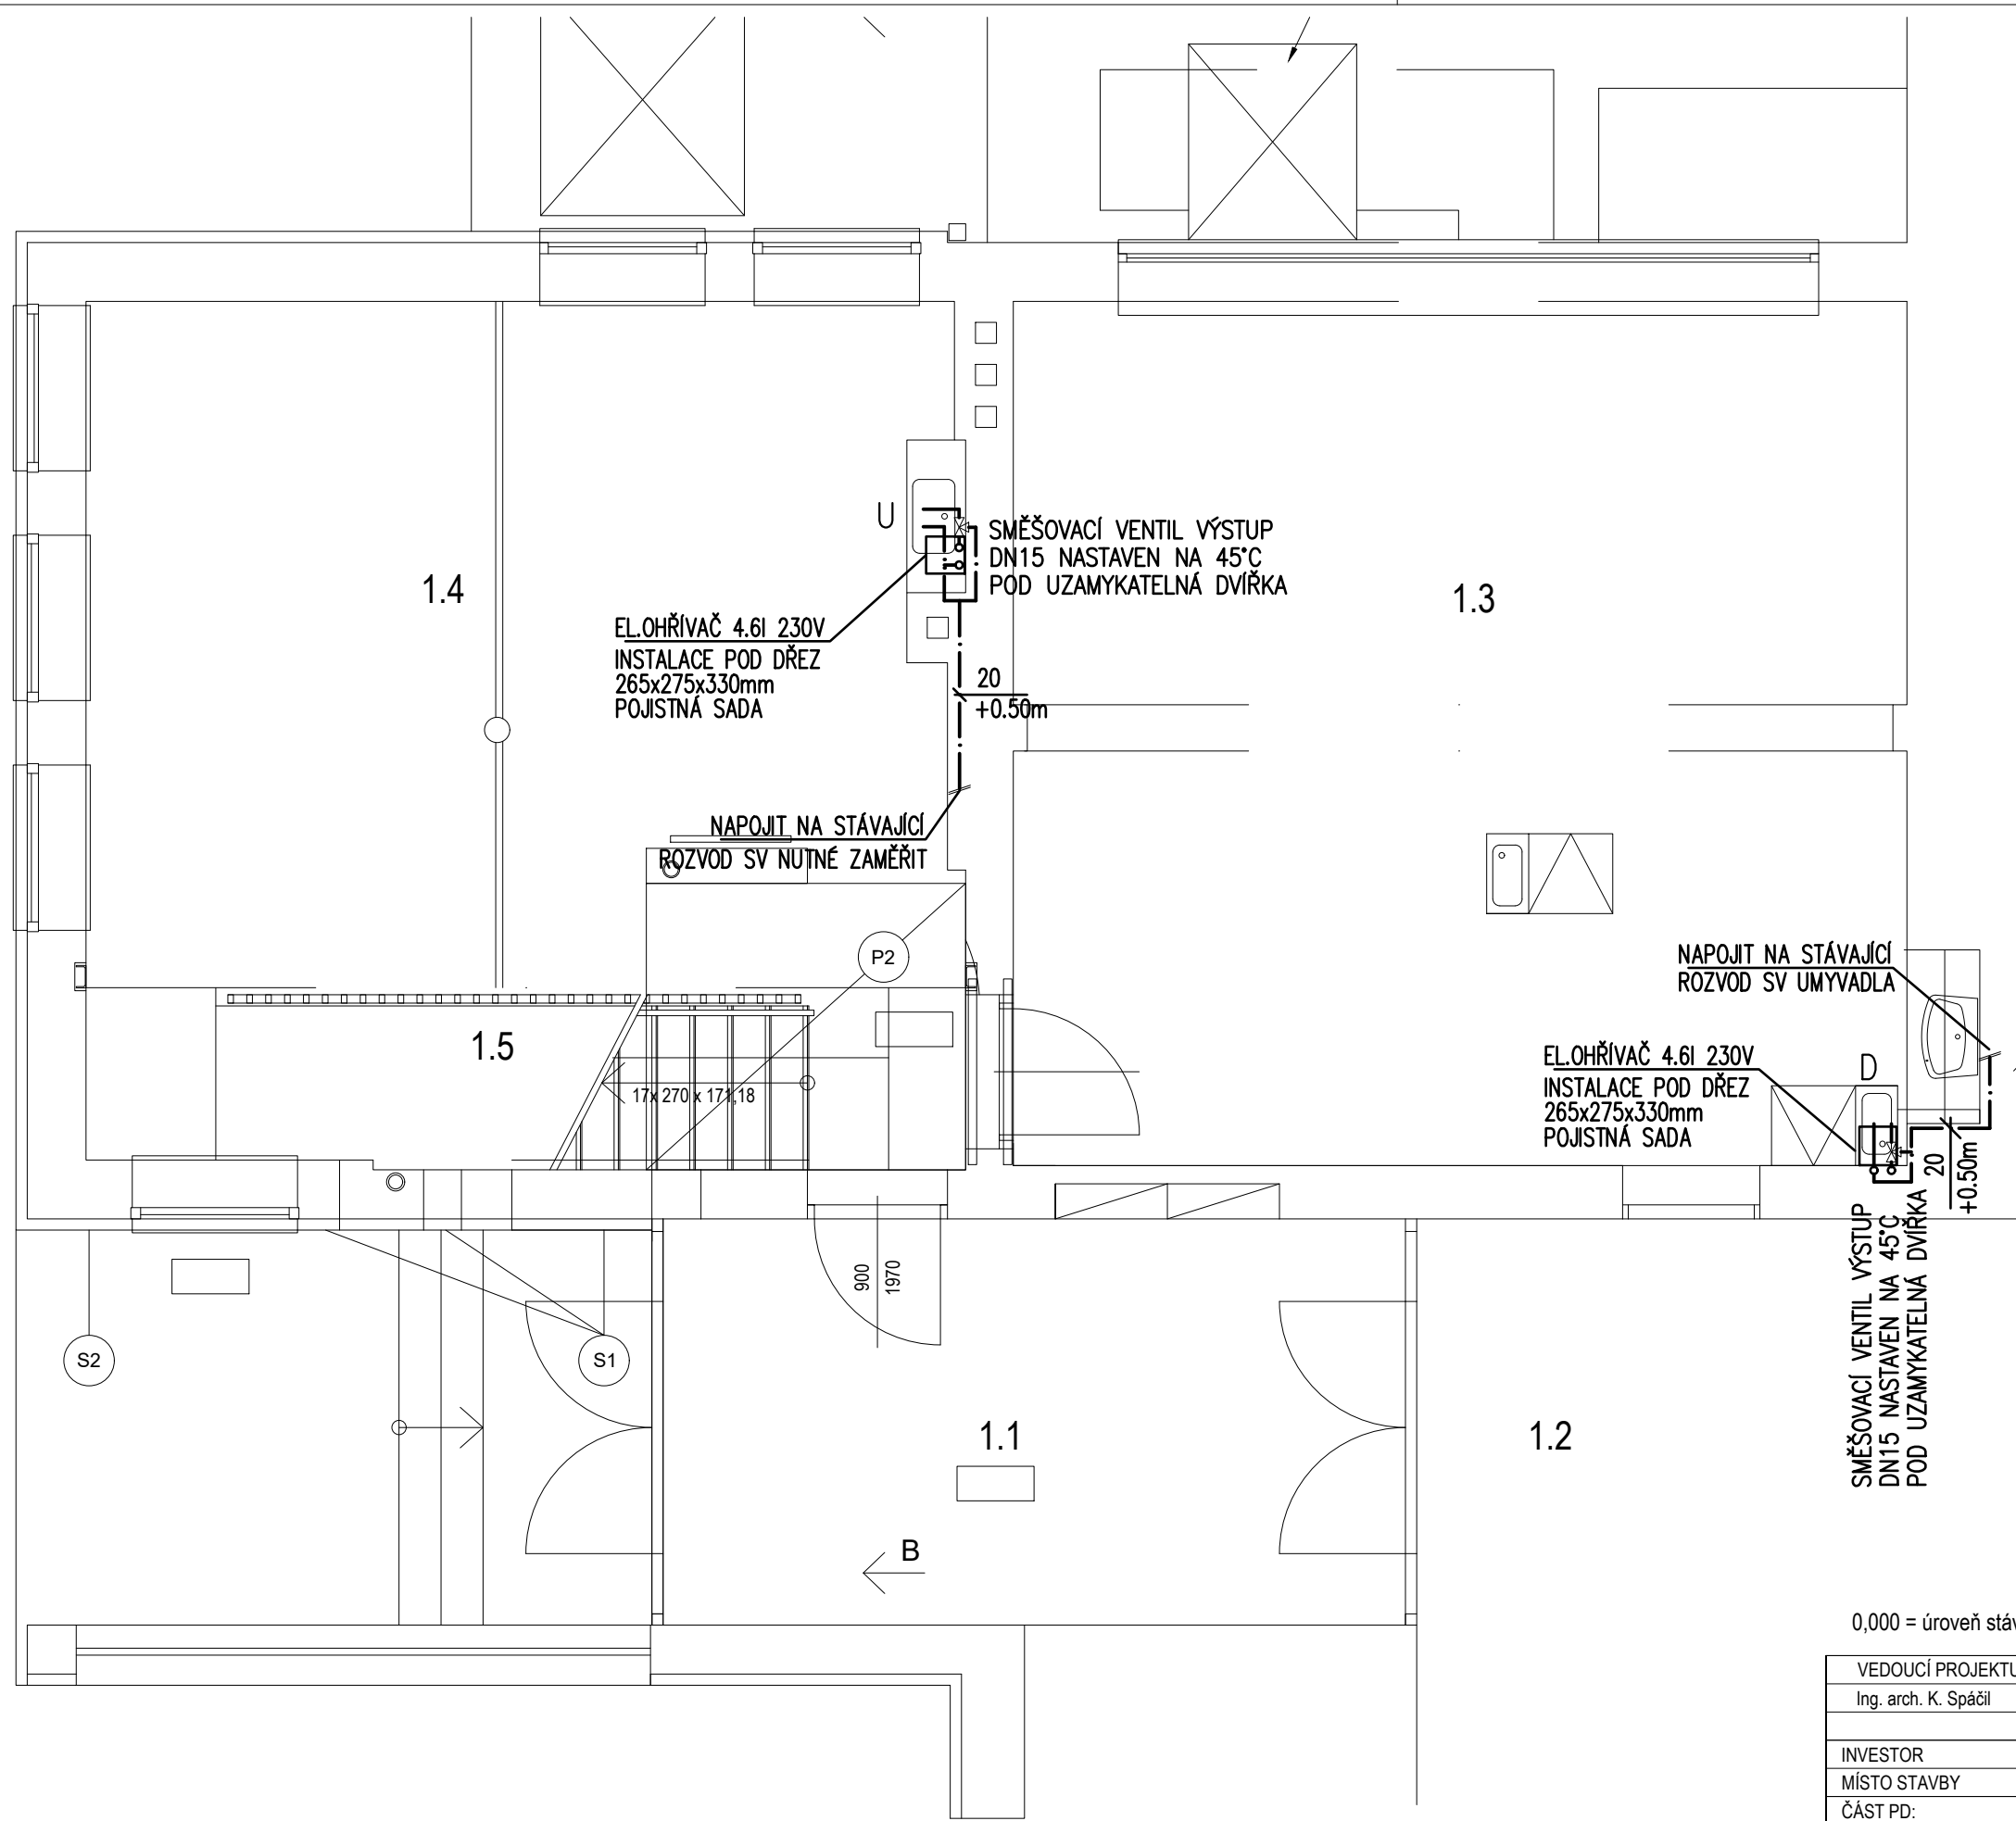 U
SMĚŠOVACÍ VENTIL VÝSTUP
DN15 NASTAVEN NA 45°C
POD UZAMYKATELNÁ DVÍŘKA
1.4
1.3
EL.OHŘÍVAČ 4.6l 230V
INSTALACE POD DŘEZ
265x275x330mm
POJISTNÁ SADA
20
+0.50m
NAPOJIT NA STÁVAJÍCÍ
ROZVOD SV NUTNÉ ZAMĚŘIT
P2
NAPOJIT NA STÁVAJÍCÍ
ROZVOD SV UMYVADLA
1.5
EL.OHŘÍVAČ 4.6l 230V
INSTALACE POD DŘEZ
265x275x330mm
POJISTNÁ SADA
D
17x 270 x 171,18
20
+0.50m
SMĚŠOVACÍ VENTIL VÝSTUP
DN15 NASTAVEN NA 45°C
POD UZAMYKATELNÁ DVÍŘKA
900
1970
S2
S1
1.1
1.2
B
0,000 = úroveň stáv
VEDOUCÍ PROJEKTU
Ing. arch. K. Spáčil
INVESTOR
MÍSTO STAVBY
ČÁST PD: